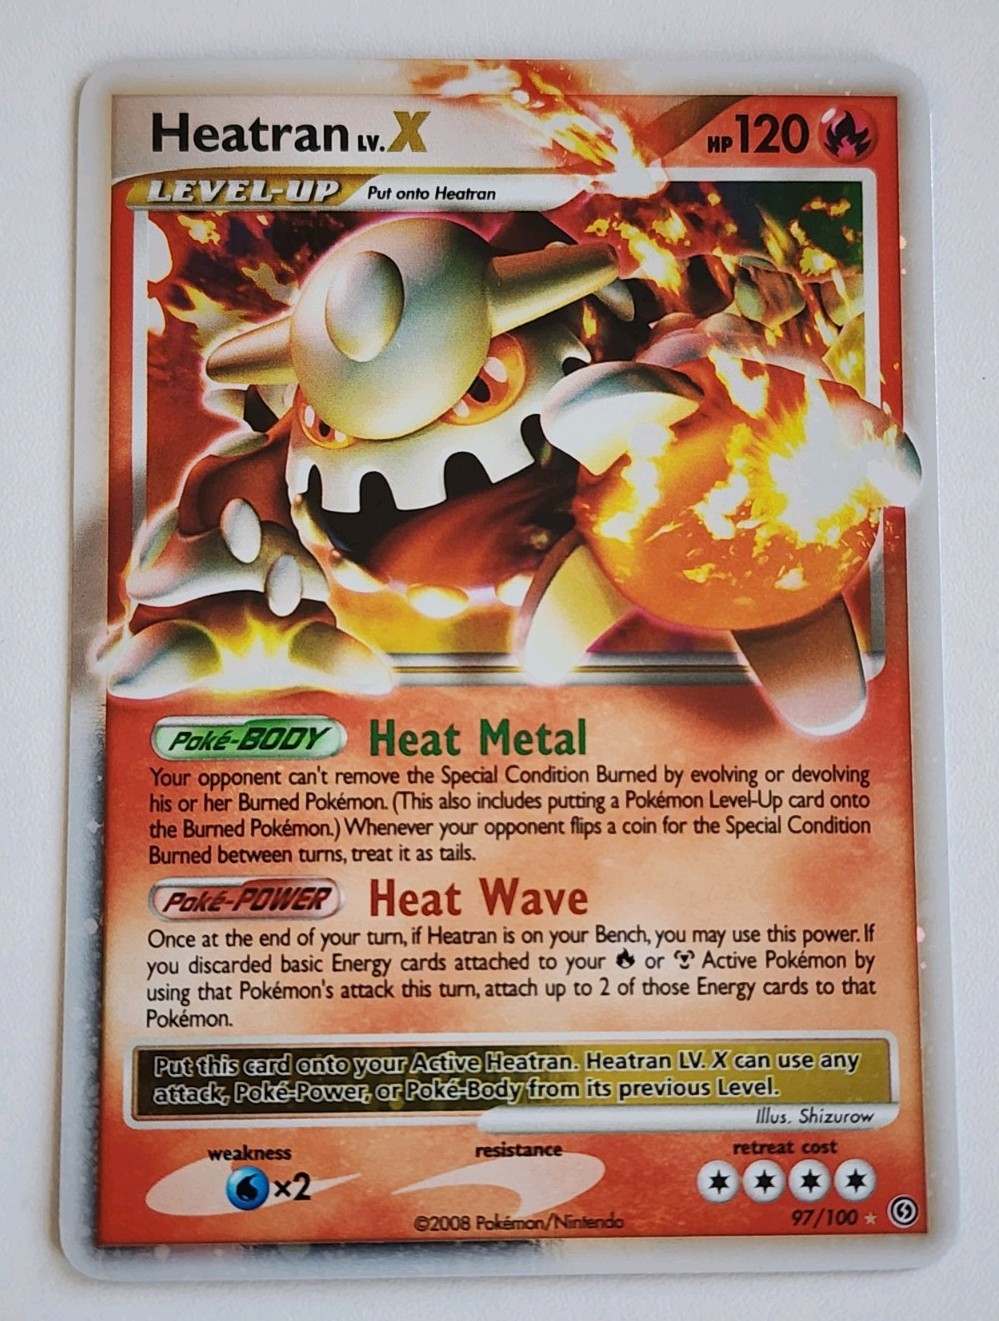 Heatran LV.X HP 120
LEVEL-UP Put onto Heatran
Poké-BODY Heat Metal
Your opponent can't remove the Special Condition Burned by evolving or devolving
his or her Burned Pokémon. (This also includes putting a Pokémon Level-Up card onto
the Burned Pokémon.) Whenever your opponent flips a coin for the Special Condition
Burned between turns, treat it as tails.
Poké-POWER Heat Wave
Once at the end of your turn, if Heatran is on your Bench, you may use this power. If
you discarded basic Energy cards attached to your or Active Pokémon by
using that Pokémon's attack this turn, attach up to 2 of those Energy cards to that
Pokémon.
Put this card onto your Active Heatran. Heatran LV. X can use any
attack, Poké-Power, or Poké-Body from its previous Level.
Illus. Shizurow
weakness resistance retreat cost
×2
©2008 Pokémon/Nintendo 97/100